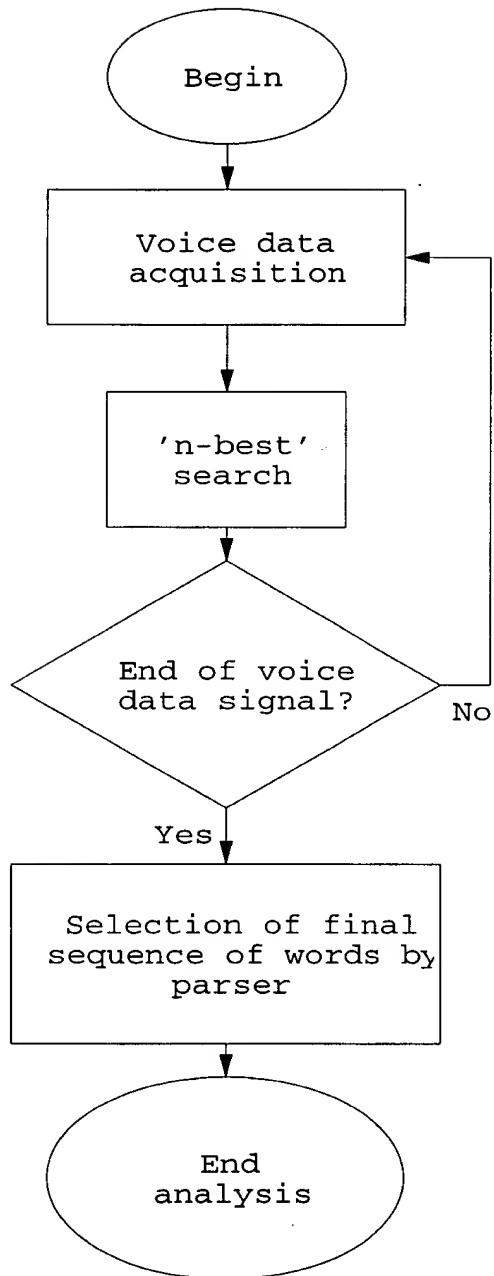 Begin
Voice data
acquisition
'n-best'
search
End of voice
data signal?
No
Yes
Selection of final
sequence of words by
parser
End
analysis